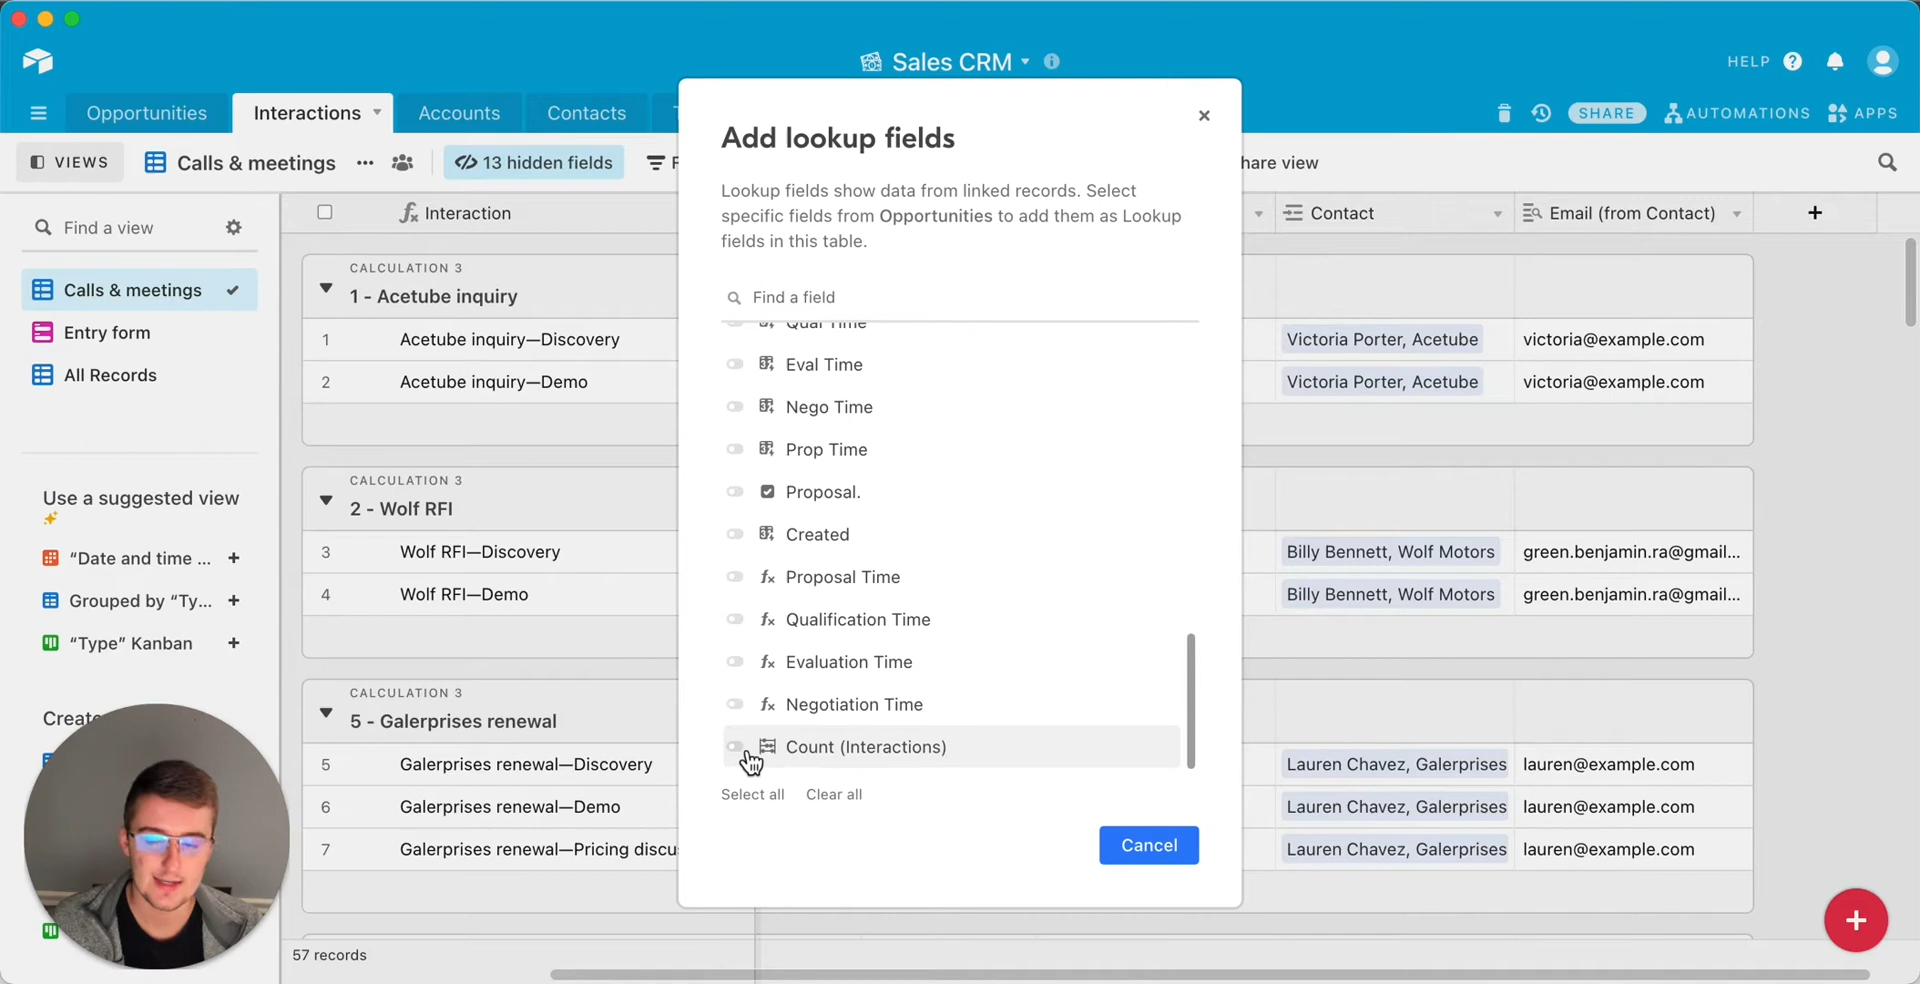 Sales CRM
HELP
Opportunities
Interactions
Accounts
Contacts
SHARE
AUTOMATIONS
APPS
VIEWS
Calls & meetings
13 hidden fields
hare view
Find a view
Calls & meetings
Entry form
All Records
Use a suggested view
“Date and time ...
Grouped by “Ty...
“Type” Kanban
Interaction
Contact
Email (from Contact)
CALCULATION 3
1 - Acetube inquiry
1 Acetube inquiry—Discovery Victoria Porter, Acetube victoria@example.com
2 Acetube inquiry—Demo Victoria Porter, Acetube victoria@example.com
CALCULATION 3
2 - Wolf RFI
3 Wolf RFI—Discovery Billy Bennett, Wolf Motors green.benjamin.ra@gmail...
4 Wolf RFI—Demo Billy Bennett, Wolf Motors green.benjamin.ra@gmail...
CALCULATION 3
5 - Galerprises renewal
5 Galerprises renewal—Discovery Lauren Chavez, Galerprises lauren@example.com
6 Galerprises renewal—Demo Lauren Chavez, Galerprises lauren@example.com
7 Galerprises renewal—Pricing discu Lauren Chavez, Galerprises lauren@example.com
57 records
Add lookup fields
Lookup fields show data from linked records. Select
specific fields from Opportunities to add them as Lookup
fields in this table.
Find a field
Qual Time
Eval Time
Nego Time
Prop Time
Proposal.
Created
Proposal Time
Qualification Time
Evaluation Time
Negotiation Time
Count (Interactions)
Select all
Clear all
Cancel